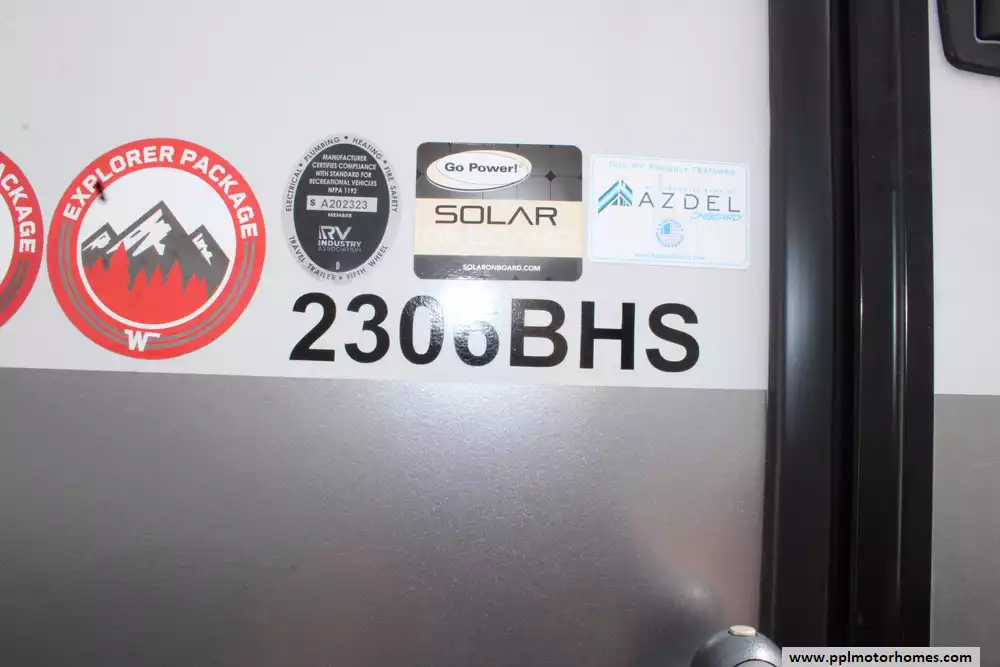 ACKAGE
EXPLORER PACKAGE
W
ELECTRICAL • PLUMBING • HEATING • FIRE SAFETY
MANUFACTURER
CERTIFIES COMPLIANCE
WITH STANDARD FOR
RECREATIONAL VEHICLES
NFPA 1192
S A202323
MEMBER
RV
INDUSTRY
ASSOCIATION
TRAVEL TRAILER • FIFTH WHEEL
Go Power!
SOLAR
SOLARONBOARD.COM
THIS RV PRODUCT FEATURES:
AZDEL
ONBOARD
2306BHS
www.pplmotorhomes.com